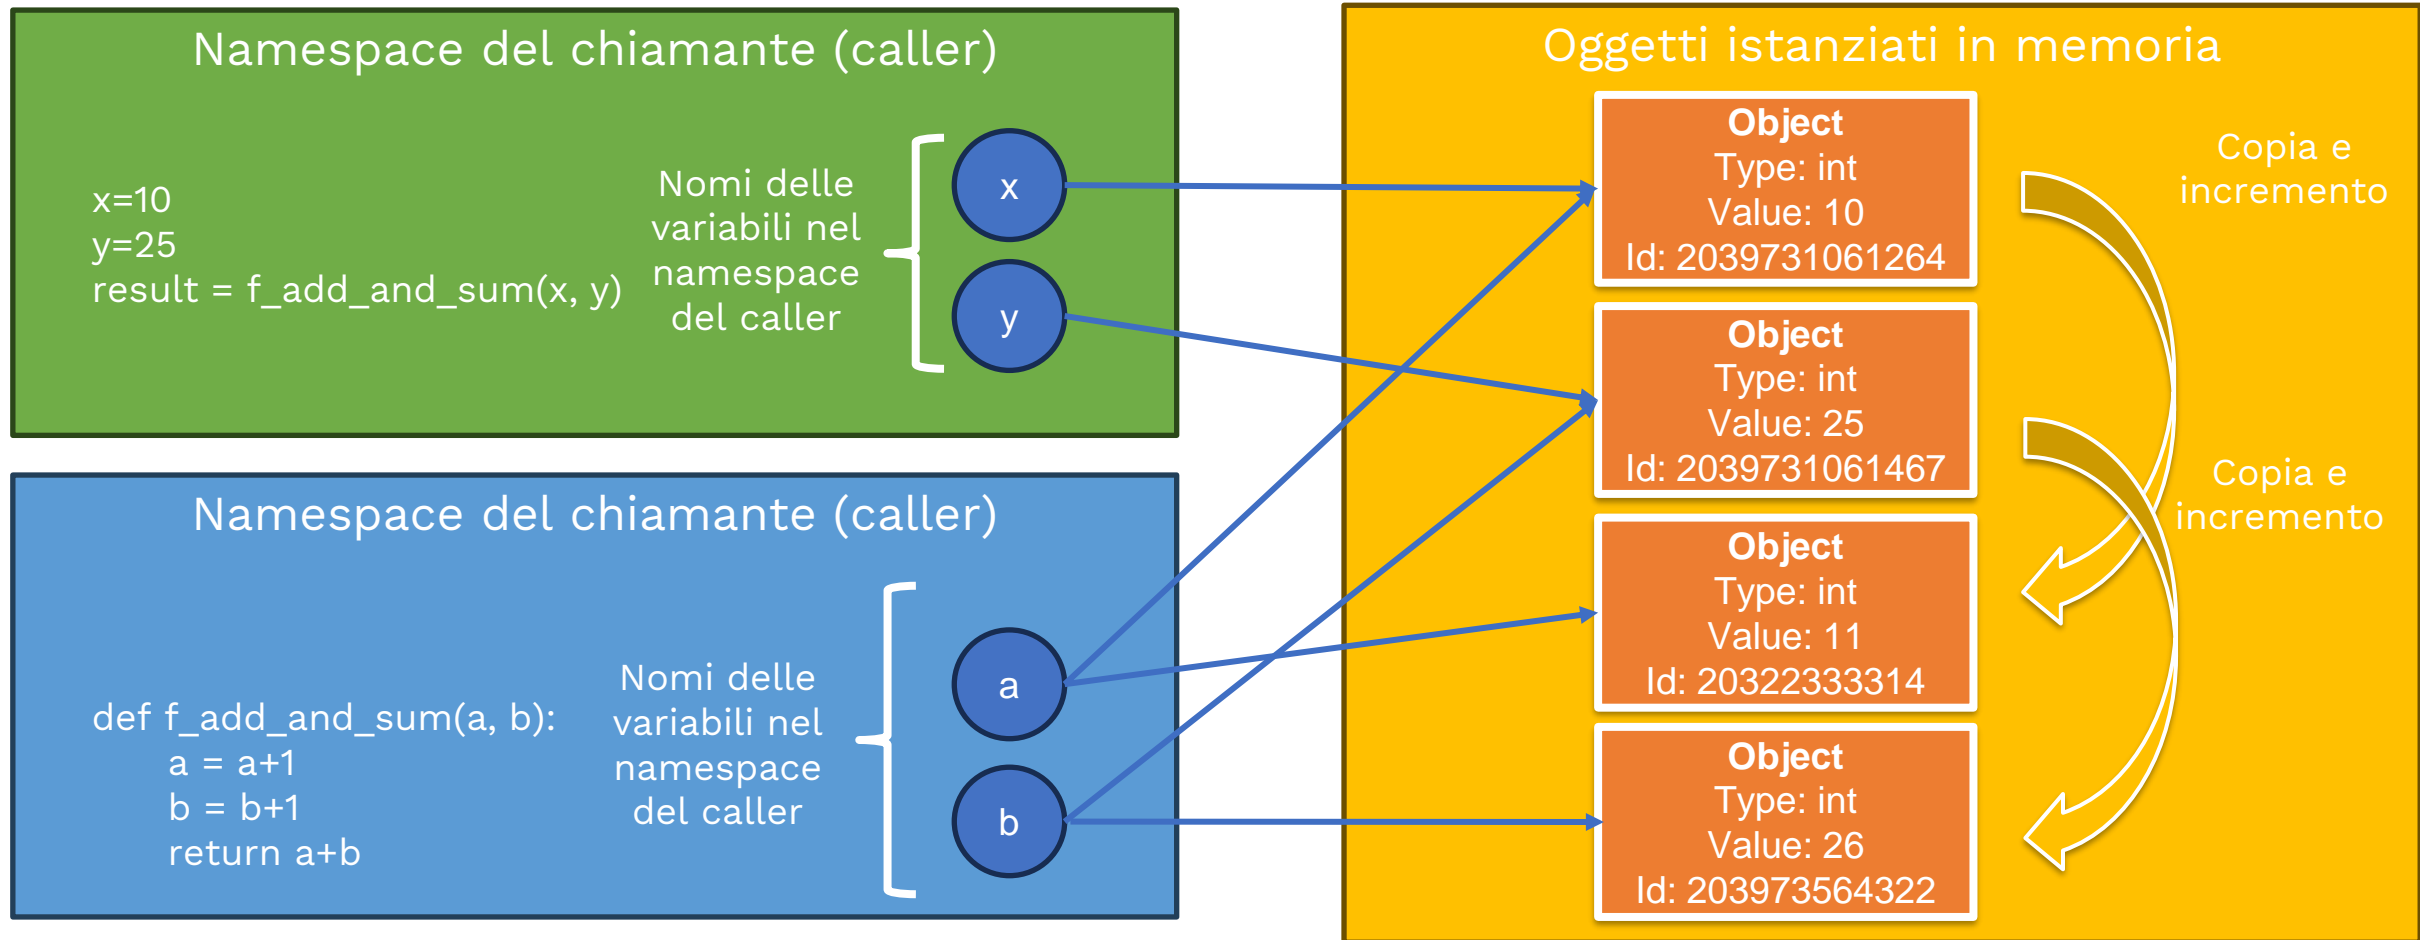 Namespace del chiamante (caller)
x=10
y=25
result = f_add_and_sum(x, y)
Nomi delle
variabili nel
namespace
del caller
x
y
Namespace del chiamante (caller)
def f_add_and_sum(a, b):
a = a+1
b = b+1
return a+b
Nomi delle
variabili nel
namespace
del caller
a
b
Oggetti istanziati in memoria
Object
Type: int
Value: 10
Id: 2039731061264
Object
Type: int
Value: 25
Id: 2039731061467
Object
Type: int
Value: 11
Id: 20322333314
Object
Type: int
Value: 26
Id: 203973564322
Copia e
incremento
Copia e
incremento